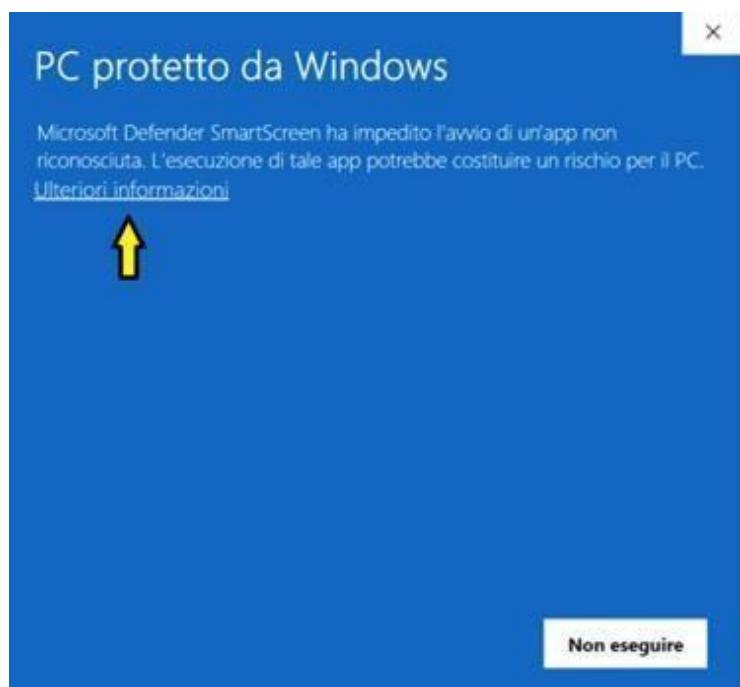 PC protetto da Windows
Microsoft Defender SmartScreen ha impedito l'avvio di un'app non
riconosciuta. L'esecuzione di tale app potrebbe costituire un rischio per il PC.
Ulteriori informazioni
Non eseguire